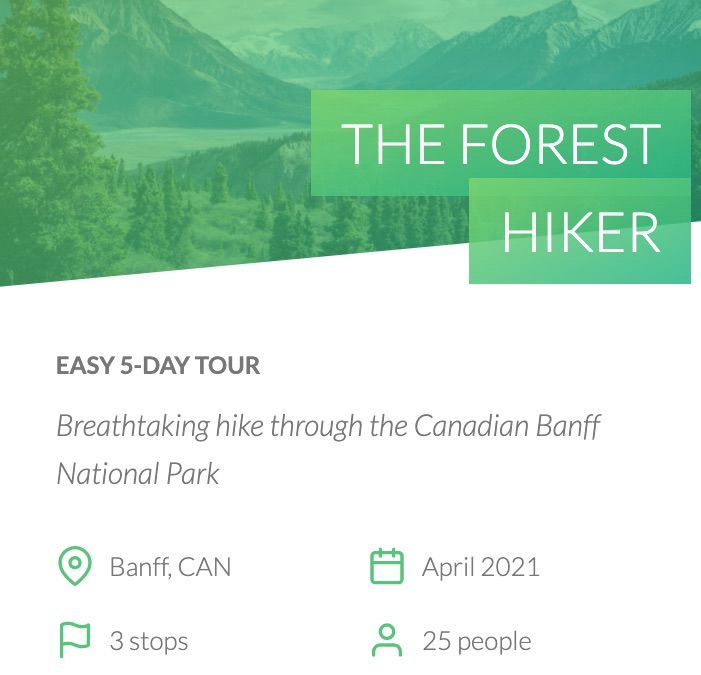 THE FOREST
HIKER
EASY 5-DAY TOUR
Breathtaking hike through the Canadian Banff
National Park
Banff, CAN
April 2021
3 stops
25 people